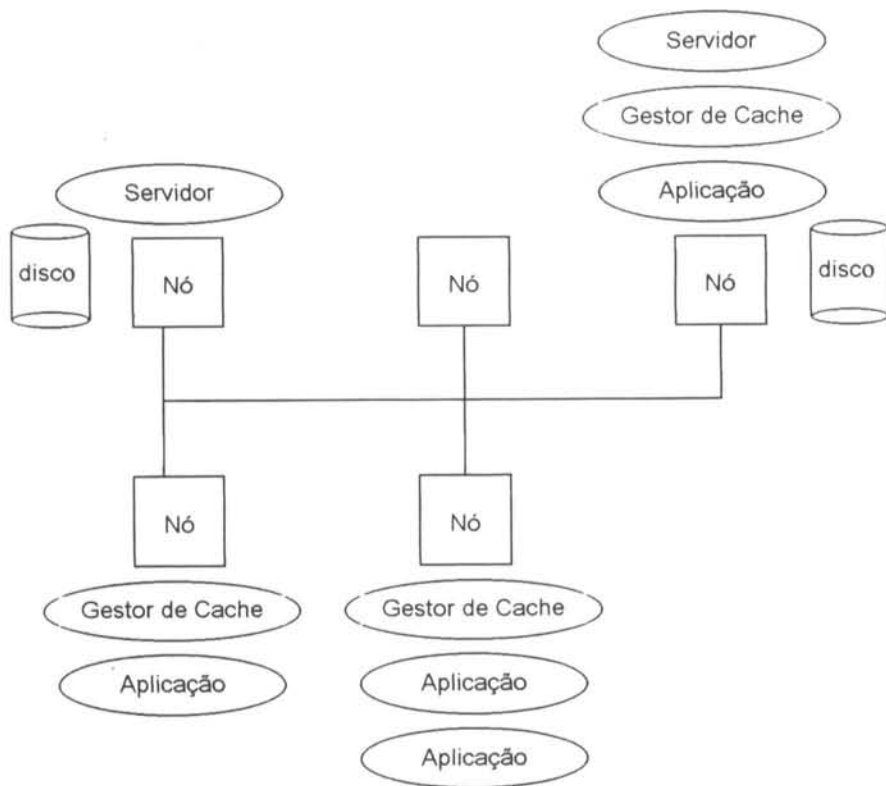 Servidor
Gestor de Cache
Aplicação
Servidor
disco
Nó
Nó
Nó
disco
Nó
Nó
Gestor de Cache
Gestor de Cache
Aplicação
Aplicação
Aplicação